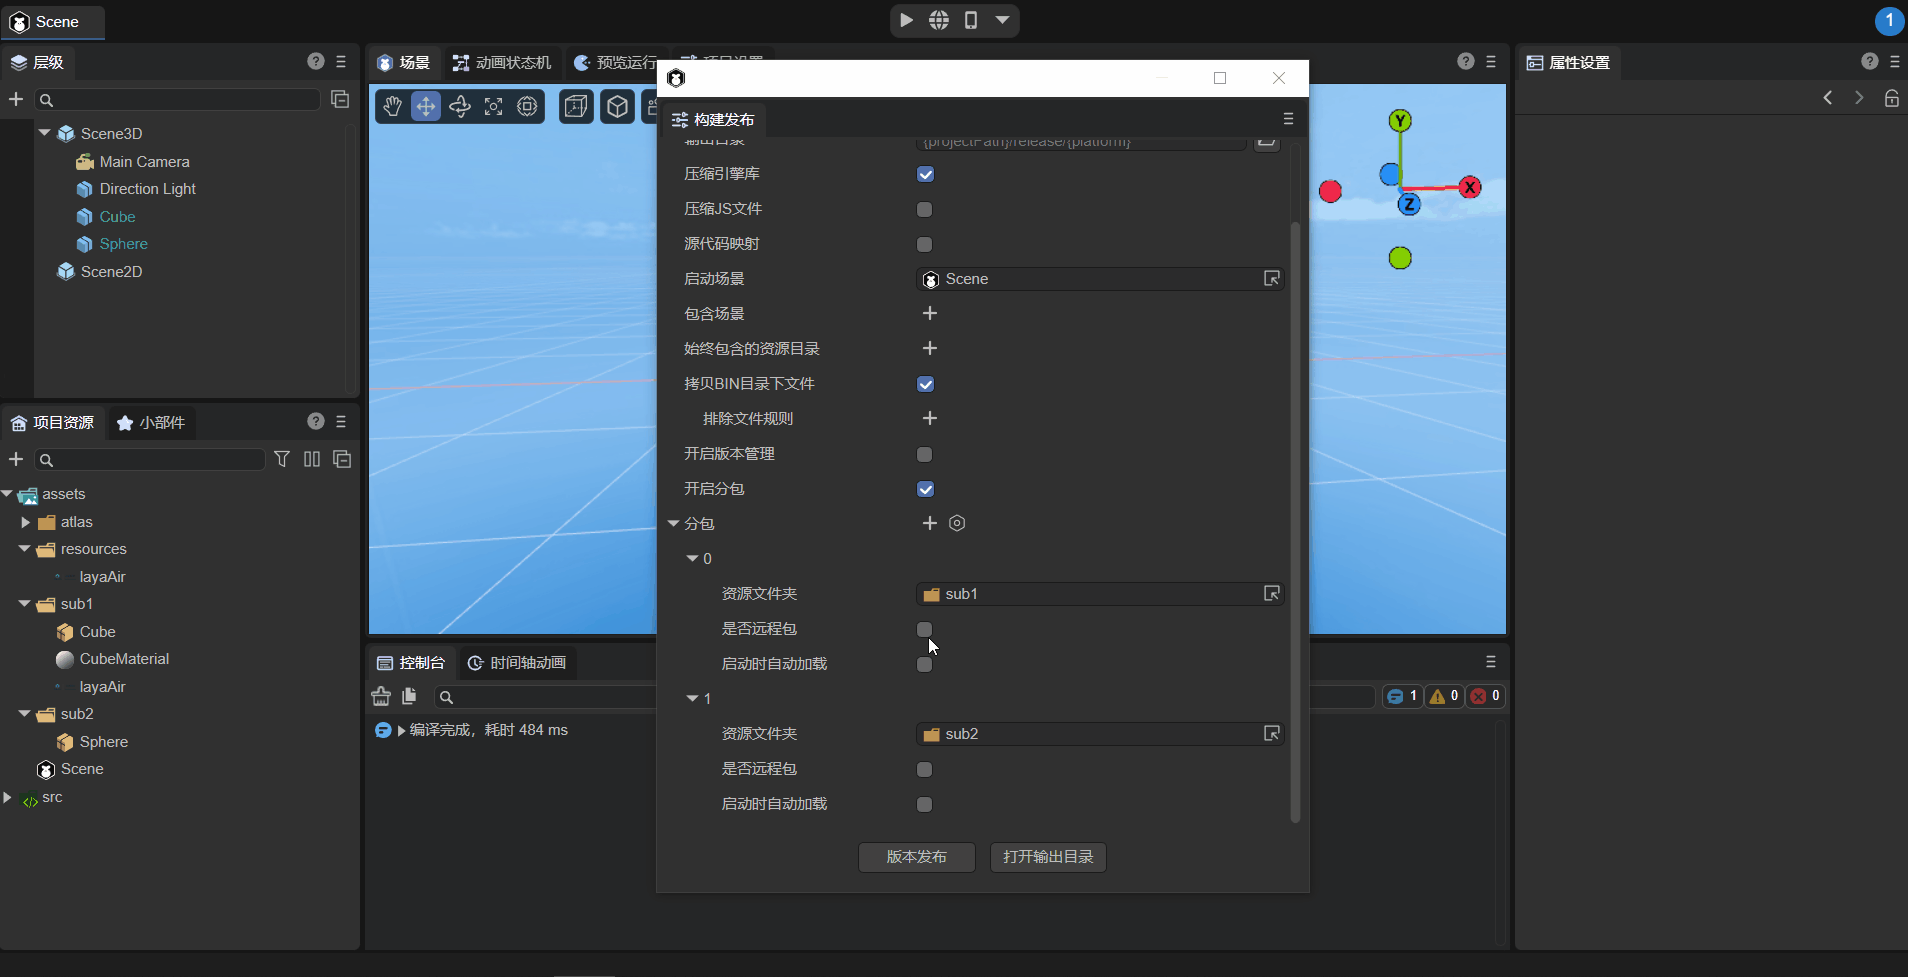 Scene
1
层级
Scene3D
Main Camera
Direction Light
Cube
Sphere
Scene2D
项目资源
小部件
assets
atlas
resources
layaAir
sub1
Cube
CubeMaterial
layaAir
sub2
Sphere
Scene
src
场景
动画状态机
预览运行
项目设置
Y
X
Z
构建发布
输出目录
{projectPath}/release/{platform}
压缩引擎库
压缩JS文件
源代码映射
启动场景
Scene
包含场景
始终包含的资源目录
拷贝BIN目录下文件
排除文件规则
开启版本管理
开启分包
分包
0
资源文件夹
sub1
是否远程包
启动时自动加载
1
资源文件夹
sub2
是否远程包
启动时自动加载
版本发布
打开输出目录
控制台
时间轴动画
1
0
0
编译完成，耗时 484 ms
属性设置